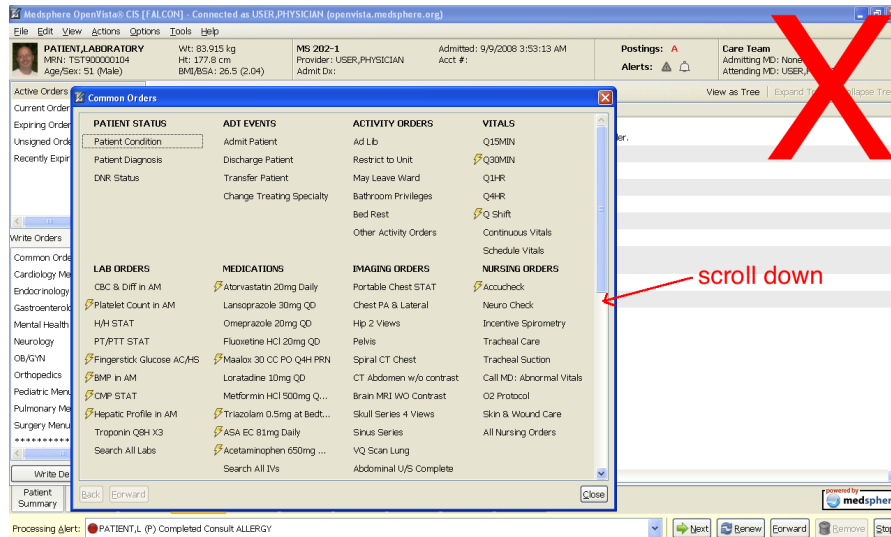 Medsphere OpenVista® CIS [FALCON] - Connected as USER,PHYSICIAN (openvista.medsphere.org)
File Edit View Actions Options Tools Help
PATIENT,LABORATORY Wt: 83.915 kg MS 202-1 Admitted: 9/9/2008 3:53:13 AM Postings: A Care Team
MRN: TST900000104 Ht: 177.8 cm Provider: USER,PHYSICIAN Acct #: Alerts: Admitting MD: None
Age/Sex: 51 (Male) BMI/BSA: 26.5 (2.04) Admit Dx: Attending MD: USER,
Active Orders View as Tree Expand
Common Orders
Current Order
Expiring Order
Unsigned Orde
Recently Expir
PATIENT STATUS ADT EVENTS ACTIVITY ORDERS VITALS
Patient Condition Admit Patient Ad Lib Q15MIN
Patient Diagnosis Discharge Patient Restrict to Unit Q30MIN
DNR Status Transfer Patient May Leave Ward Q1HR
Change Treating Specialty Bathroom Privileges Q4HR
Bed Rest Q Shift
Other Activity Orders Continuous Vitals
Schedule Vitals
Write Orders
Common Orde
Cardiology Me
Endocrinology
Gastroenterolo
Mental Health
Neurology
OB/GYN
Orthopedics
Pediatric Menu
Pulmonary Me
Surgery Menu
**********
LAB ORDERS MEDICATIONS IMAGING ORDERS NURSING ORDERS
CBC & Diff in AM Atorvastatin 20mg Daily Portable Chest STAT Accucheck
Platelet Count in AM Lansoprazole 30mg QD Chest PA & Lateral Neuro Check
H/H STAT Omeprazole 20mg QD Hip 2 Views Incentive Spirometry
PT/PTT STAT Fluoxetine HCl 20mg QD Pelvis Tracheal Care
Fingerstick Glucose AC/HS Maalox 30 CC PO Q4H PRN Spiral CT Chest Tracheal Suction
BMP in AM Loratadine 10mg QD CT Abdomen w/o contrast Call MD: Abnormal Vitals
CMP STAT Metformin HCl 500mg Q... Brain MRI WO Contrast O2 Protocol
Hepatic Profile in AM Triazolam 0.5mg at Bedt... Skull Series 4 Views Skin & Wound Care
Troponin Q8H X3 ASA EC 81mg Daily Sinus Series All Nursing Orders
Search All Labs Acetaminophen 650mg ... VQ Scan Lung
Search All IVs Abdominal U/S Complete
scroll down
Write De
Back Forward Close
Patient Summary
powered by medspher
Processing Alert: PATIENT,L (P) Completed Consult ALLERGY Next Renew Forward Remove Stop